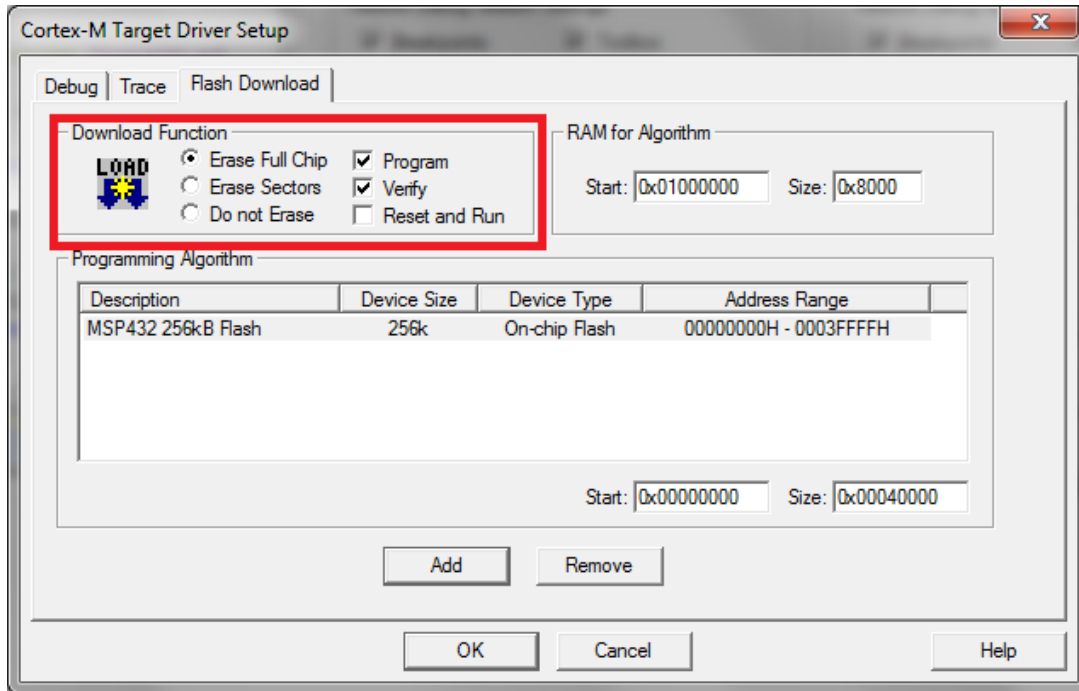 Cortex-M Target Driver Setup
Debug Trace Flash Download
Download Function
LOAD
Erase Full Chip
Erase Sectors
Do not Erase
Program
Verify
Reset and Run
RAM for Algorithm
Start: 0x01000000 Size: 0x8000
Programming Algorithm
Description Device Size Device Type Address Range
MSP432 256kB Flash 256k On-chip Flash 00000000H - 0003FFFFH
Start: 0x00000000 Size: 0x00040000
Add Remove
OK Cancel Help